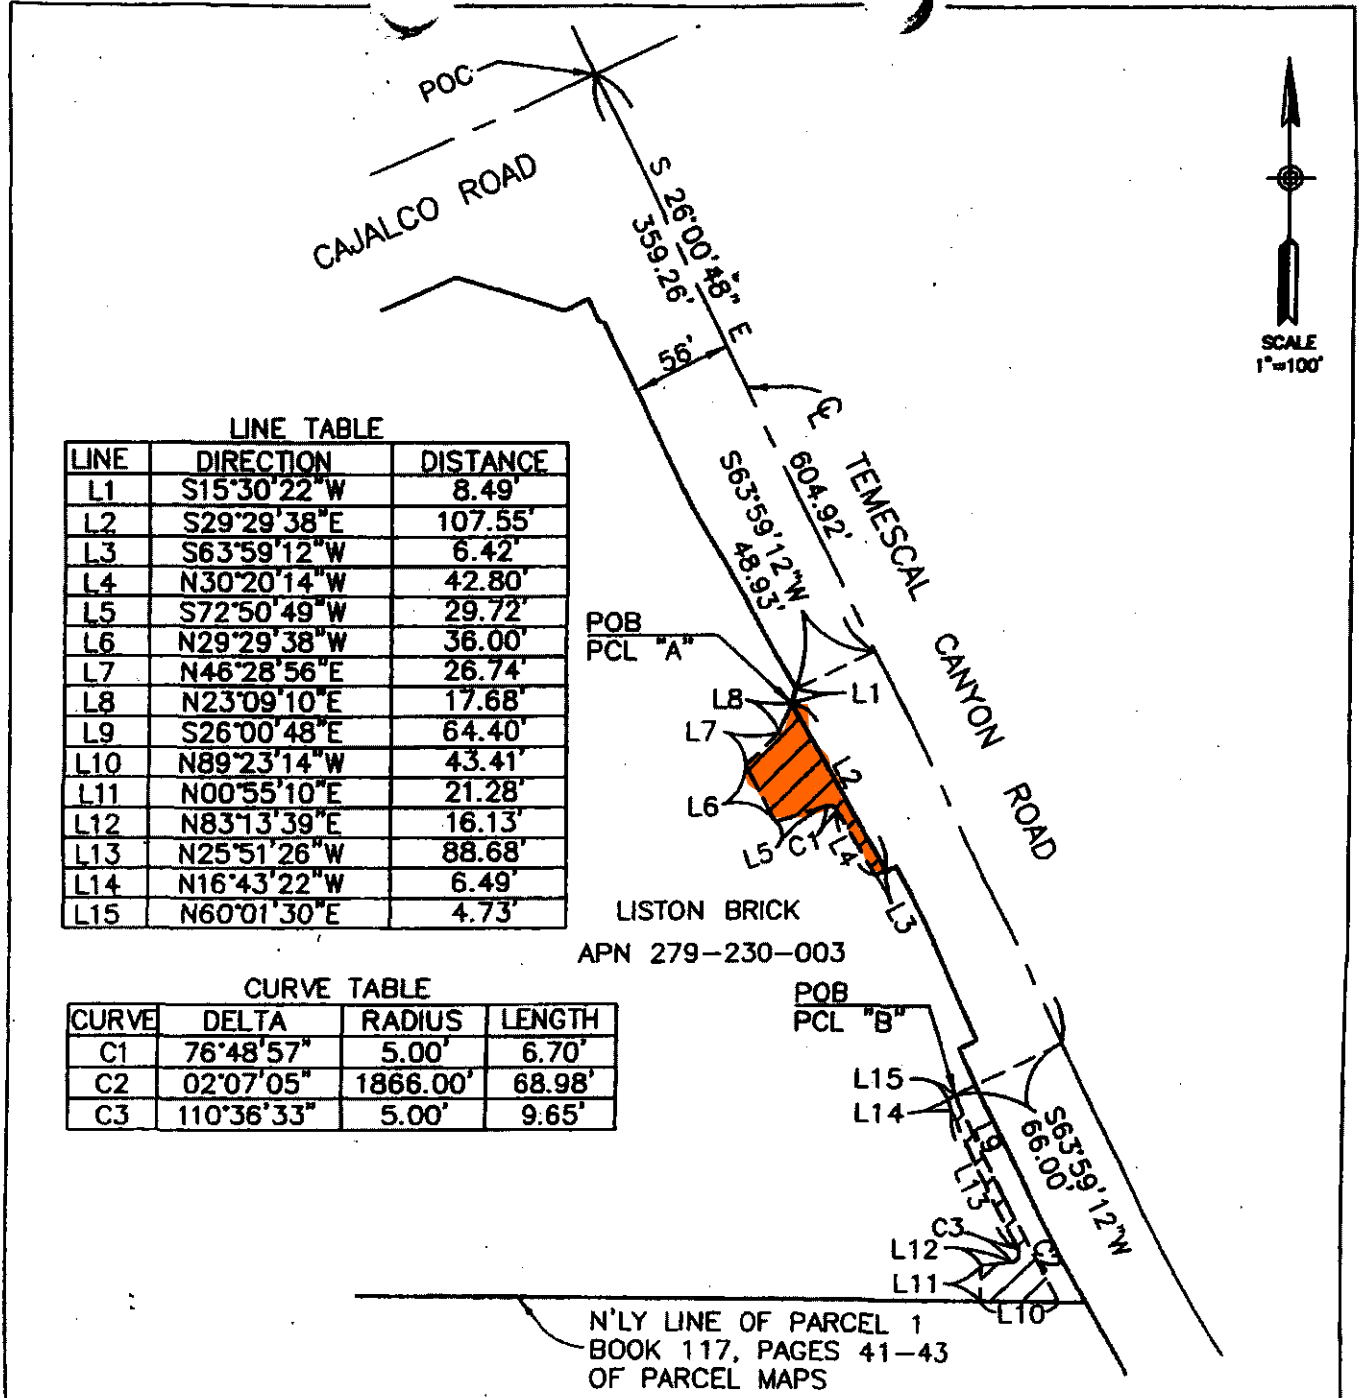 POC
CAJALCO ROAD
S 26°00'48" E
359.26'
SCALE
1"=100'
56'
℄
TEMESCAL
CANYON
ROAD
604.92'
S63°59'12"W
48.93'
LINE TABLE
LINE DIRECTION DISTANCE
L1 S15°30'22"W 8.49'
L2 S29°29'38"E 107.55'
L3 S63°59'12"W 6.42'
L4 N30°20'14"W 42.80'
L5 S72°50'49"W 29.72'
L6 N29°29'38"W 36.00'
L7 N46°28'56"E 26.74'
L8 N23°09'10"E 17.68'
L9 S26°00'48"E 64.40'
L10 N89°23'14"W 43.41'
L11 N00°55'10"E 21.28'
L12 N83°13'39"E 16.13'
L13 N25°51'26"W 88.68'
L14 N16°43'22"W 6.49'
L15 N60°01'30"E 4.73'
POB
PCL "A"
L1
L8
L7
L2
L6
L5
C1
L4
L3
LISTON BRICK
APN 279-230-003
CURVE TABLE
CURVE DELTA RADIUS LENGTH
C1 76°48'57" 5.00' 6.70'
C2 02°07'05" 1866.00' 68.98'
C3 110°36'33" 5.00' 9.65'
POB
PCL "B"
L15
L14
L9
L13
S63°59'12"W
66.00'
C3
L12
C2
L11
L10
N'LY LINE OF PARCEL 1
BOOK 117, PAGES 41-43
OF PARCEL MAPS